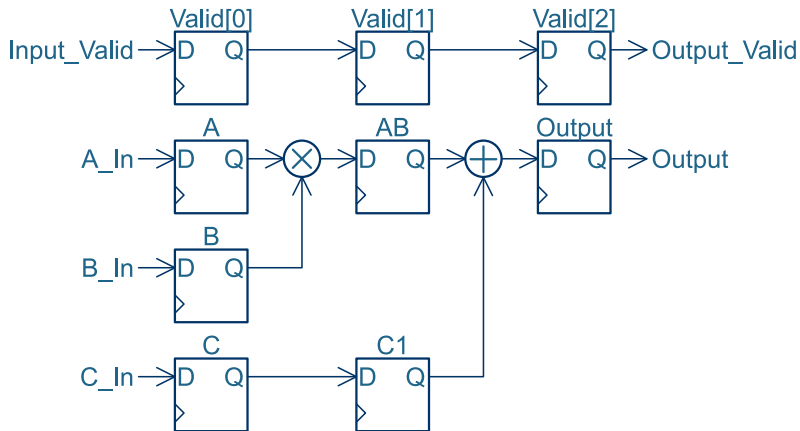 Valid[0] Valid[1] Valid[2]
Input_Valid D Q D Q D Q Output_Valid
A AB Output
A_In D Q D Q D Q Output
B
B_In D Q
C C1
C_In D Q D Q